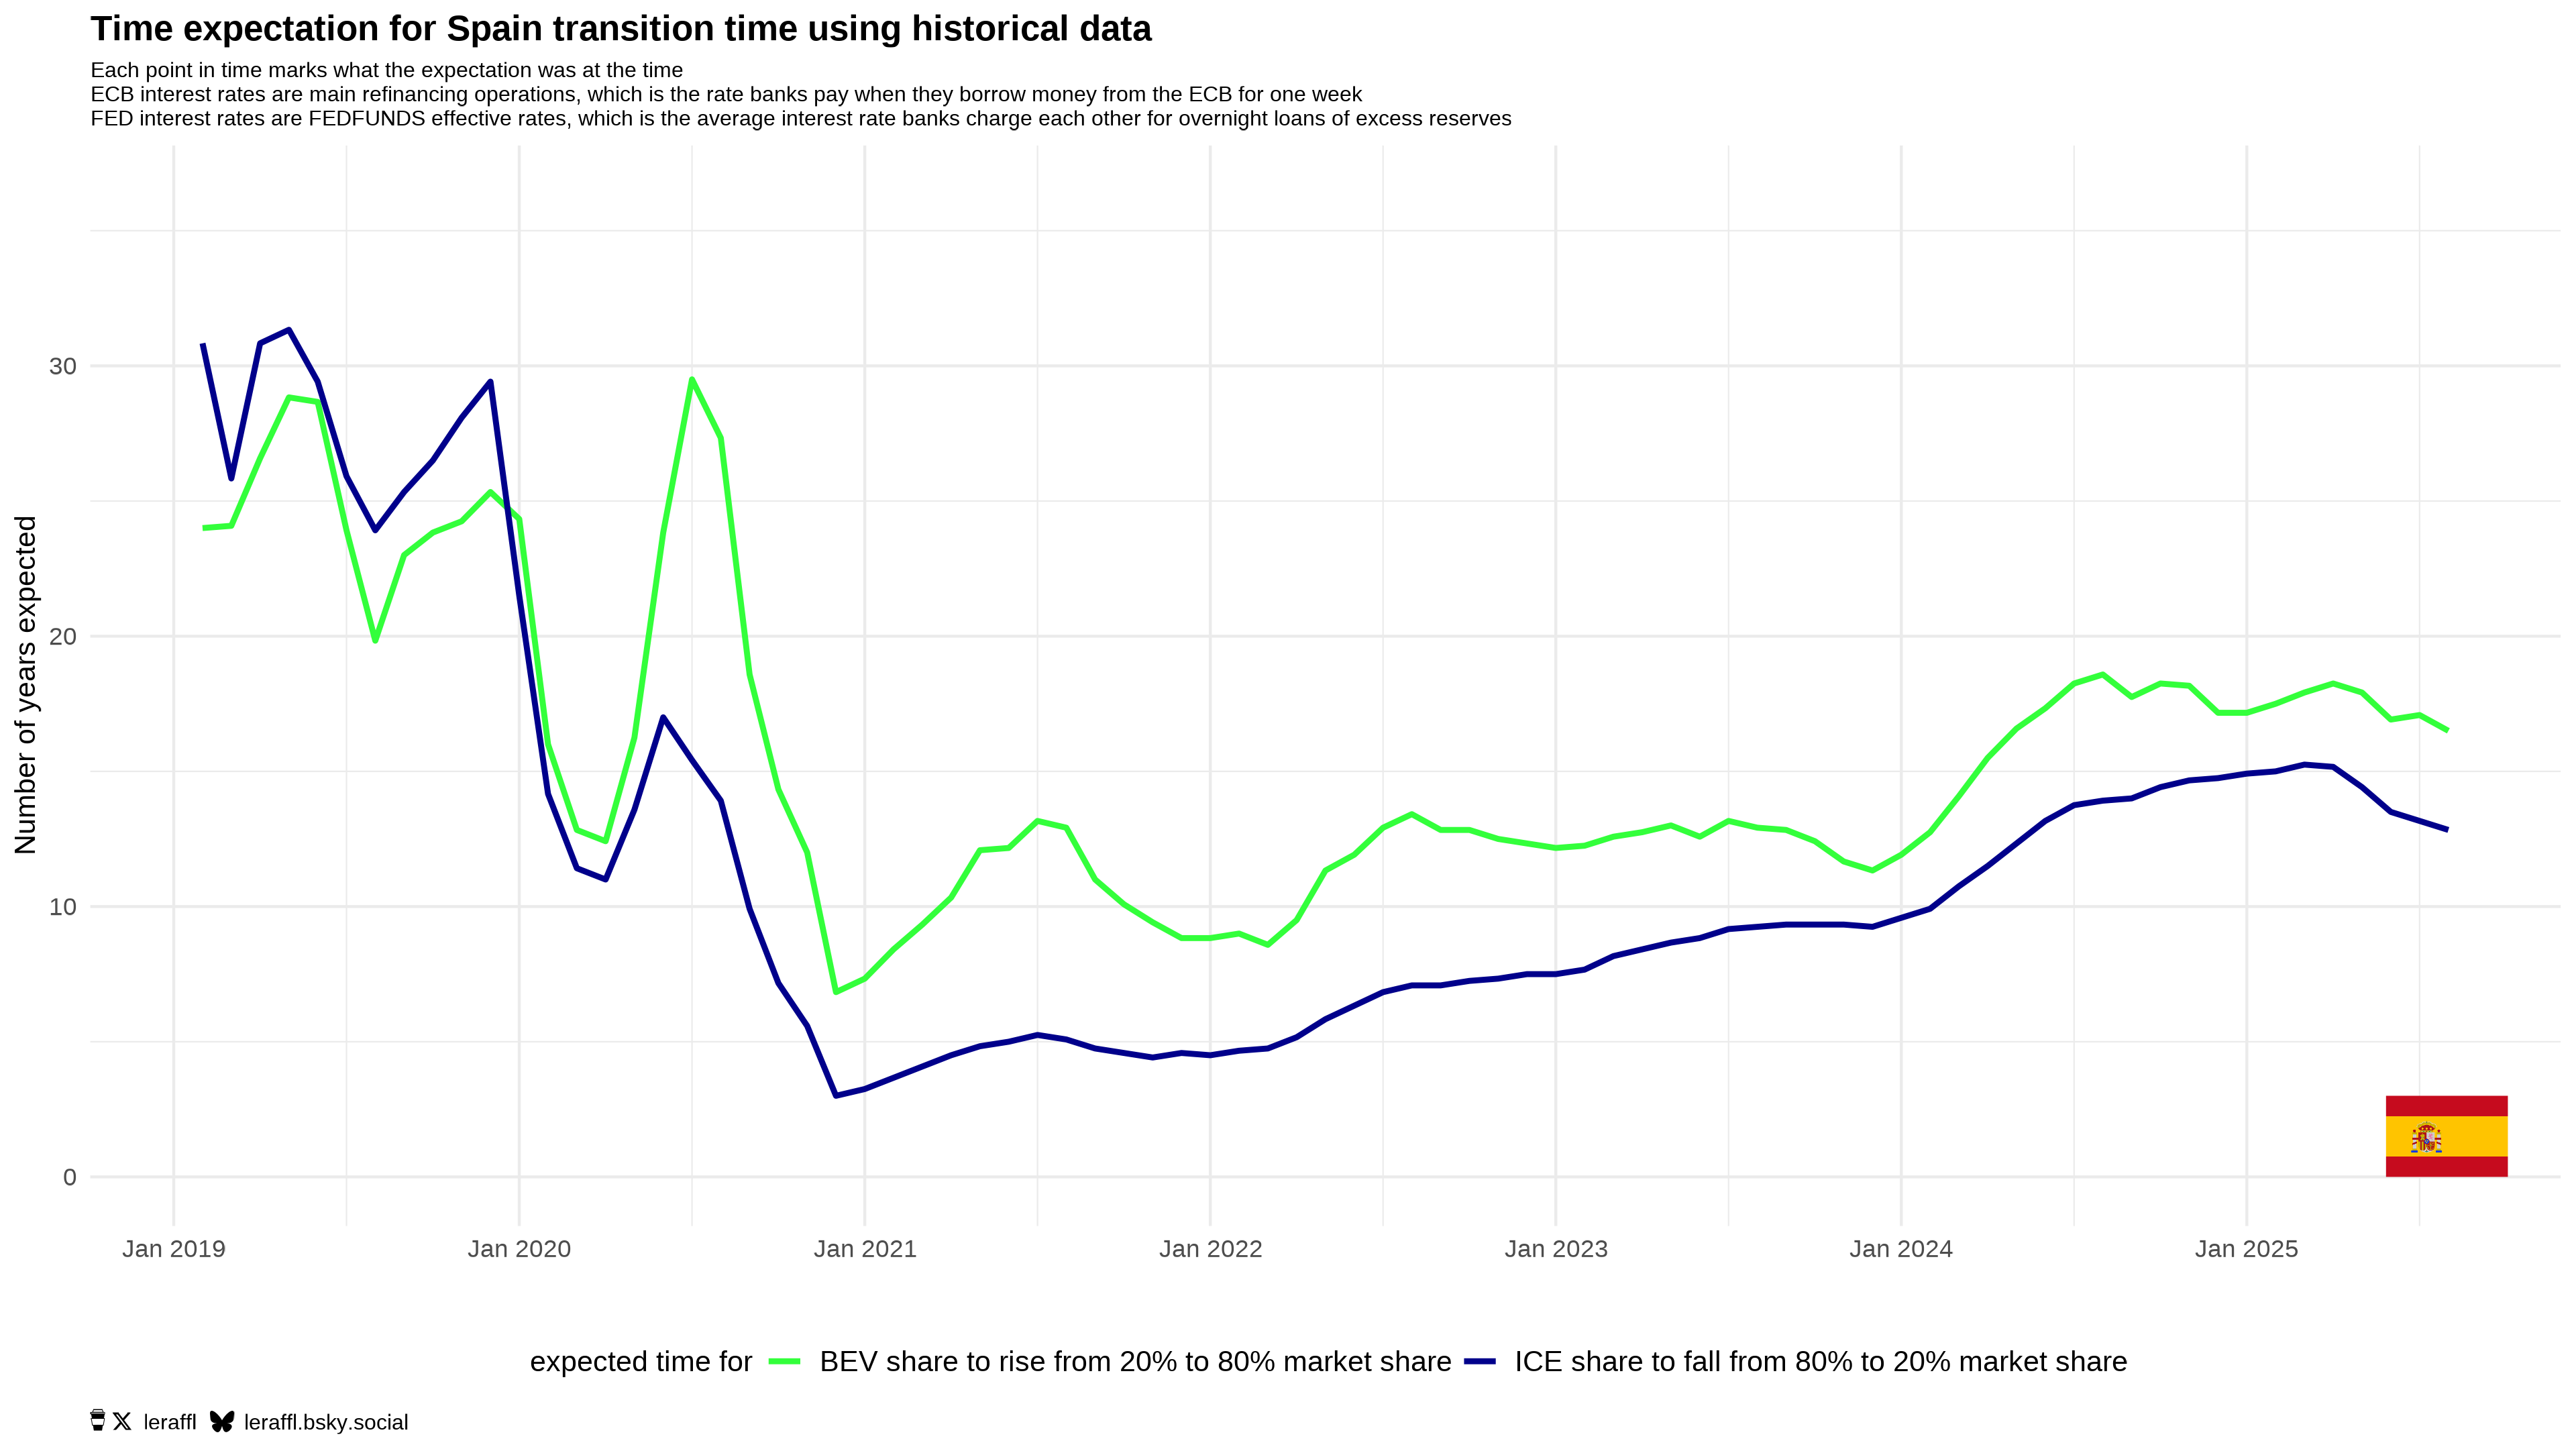 Time expectation for Spain transition time using historical data
Each point in time marks what the expectation was at the time
ECB interest rates are main refinancing operations, which is the rate banks pay when they borrow money from the ECB for one week
FED interest rates are FEDFUNDS effective rates, which is the average interest rate banks charge each other for overnight loans of excess reserves
Number of years expected
30
20
10
0
Jan 2019 Jan 2020 Jan 2021 Jan 2022 Jan 2023 Jan 2024 Jan 2025
expected time for BEV share to rise from 20% to 80% market share ICE share to fall from 80% to 20% market share
leraffl leraffl.bsky.social